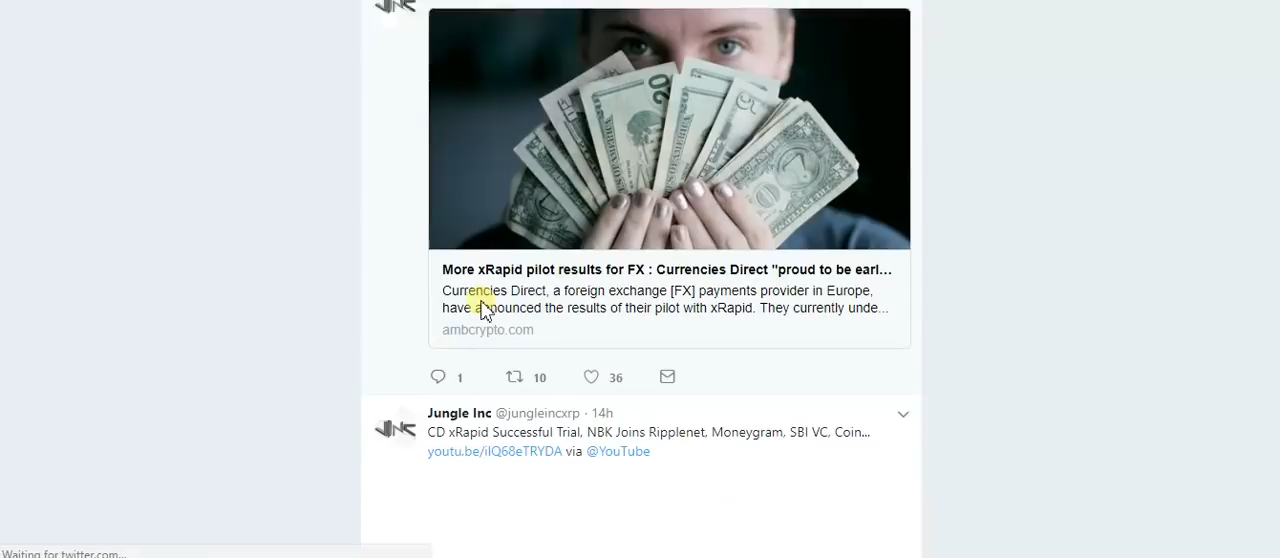 More xRapid pilot results for FX : Currencies Direct "proud to be earl...
Currencies Direct, a foreign exchange [FX] payments provider in Europe,
have announced the results of their pilot with xRapid. They currently unde...
ambcrypto.com
1 10 36
Jungle Inc @jungleincxrp · 14h
CD xRapid Successful Trial, NBK Joins Ripplenet, Moneygram, SBI VC, Coin...
youtu.be/iIQ68eTRYDA via @YouTube
Waiting for twitter.com...